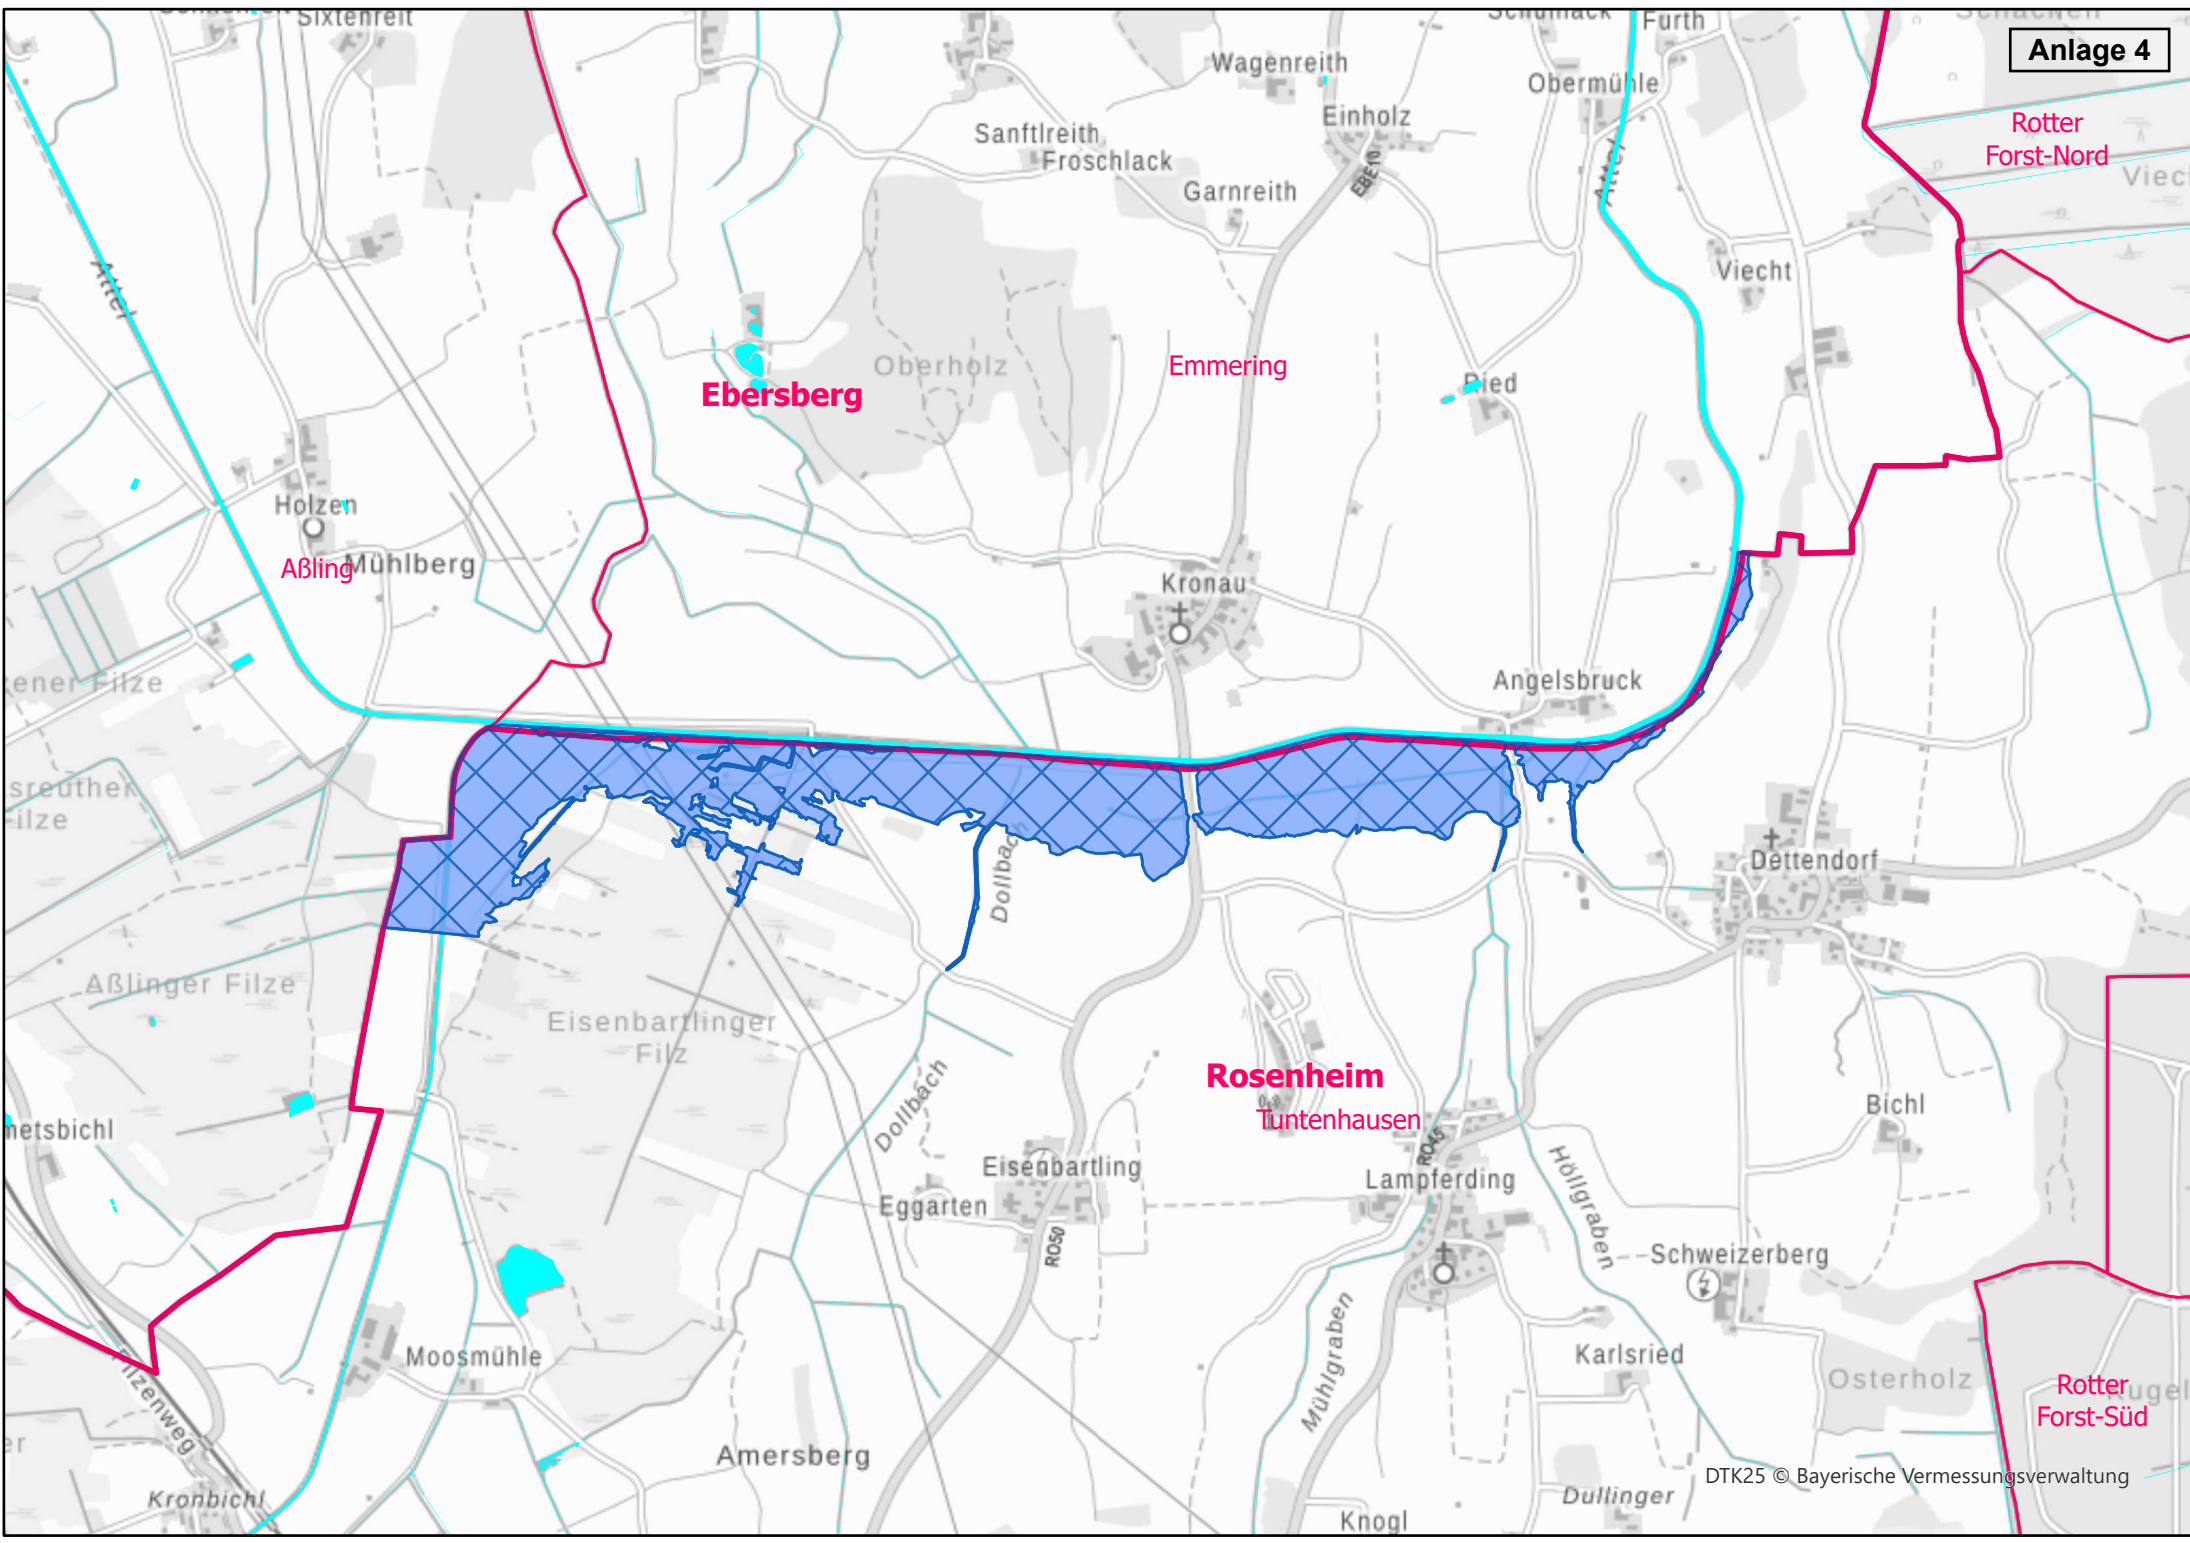 Sixtenreit
Furth
Anlage 4
Wagenreith
Obermühle
Einholz
Rotter
Forst-Nord
Sanftlreith
Froschlack
EBE10
Attel
Garnreith
Viecht
Attel
Oberholz
Emmering
Ebersberg
Ried
Holzen
Aßling
Mühlberg
Kronau
Angelsbruck
Dettendorf
Dollbach
Aßlinger Filze
Eisenbartlinger
Filz
Rosenheim
Tuntenhausen
Dollbach
Bichl
RO45
Eisenbartling
Lampferding
Eggarten
Höllgraben
RO50
Schweizerberg
Mühlgraben
Moosmühle
Karlsried
Osterholz
Rotter
Forst-Süd
Amersberg
DTK25 © Bayerische Vermessungsverwaltung
Kronbichl
Dullinger
Knogl